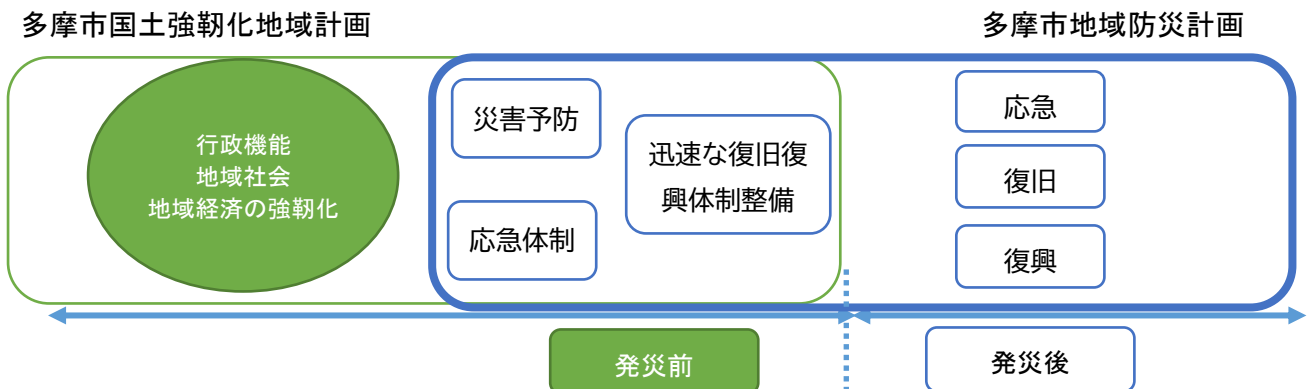 多摩市国土強靭化地域計画
多摩市地域防災計画
行政機能
地域社会
地域経済の強靭化
災害予防
応急体制
迅速な復旧復
興体制整備
応急
復旧
復興
発災前
発災後